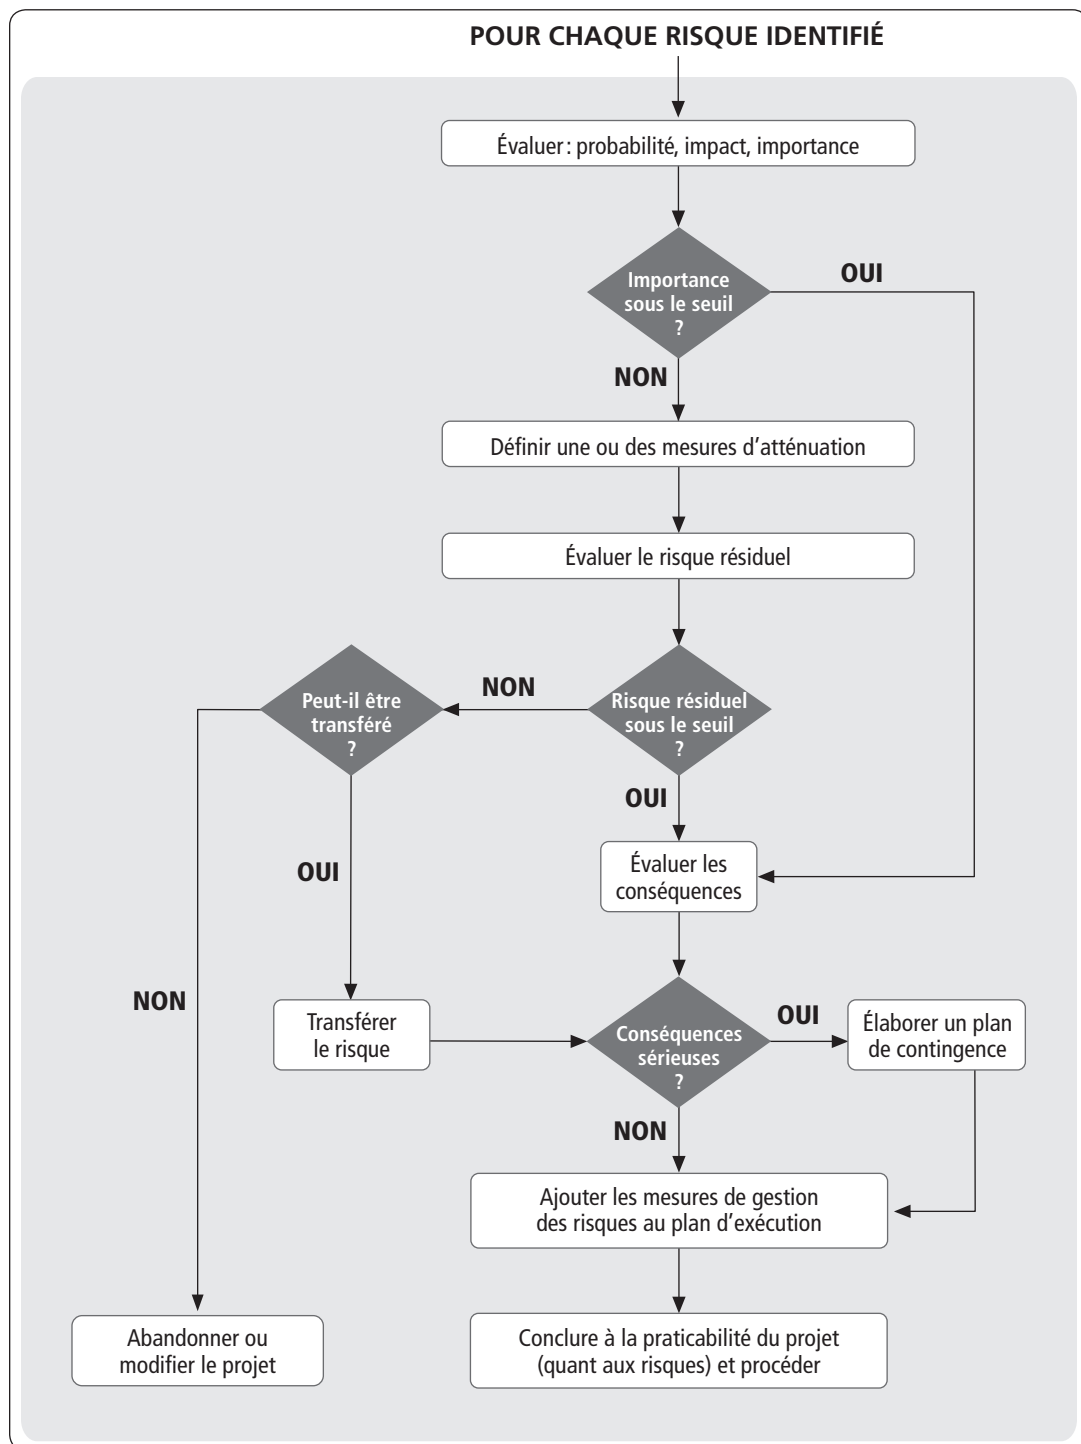 POUR CHAQUE RISQUE IDENTIFIÉ
Évaluer : probabilité, impact, importance
Importance
sous le seuil
?
OUI
NON
Définir une ou des mesures d’atténuation
Évaluer le risque résiduel
Peut-il être
transféré
?
NON
Risque résiduel
sous le seuil
?
OUI
OUI
Évaluer les
conséquences
NON
Transférer
le risque
Conséquences
sérieuses
?
OUI
Élaborer un plan
de contingence
NON
Ajouter les mesures de gestion
des risques au plan d’exécution
Abandonner ou
modifier le projet
Conclure à la praticabilité du projet
(quant aux risques) et procéder